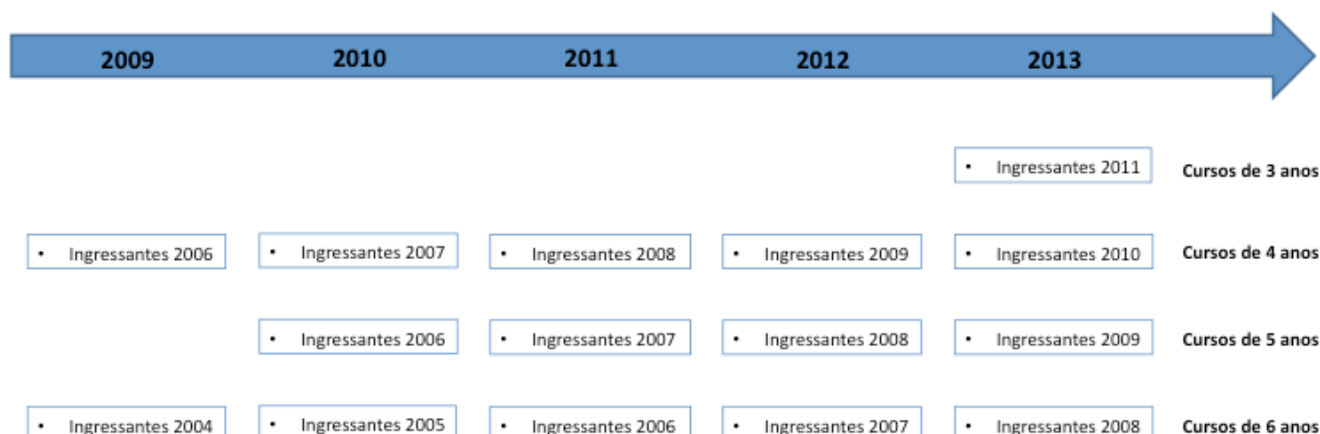 2009 2010 2011 2012 2013
• Ingressantes 2011 Cursos de 3 anos
• Ingressantes 2006 • Ingressantes 2007 • Ingressantes 2008 • Ingressantes 2009 • Ingressantes 2010 Cursos de 4 anos
• Ingressantes 2006 • Ingressantes 2007 • Ingressantes 2008 • Ingressantes 2009 Cursos de 5 anos
• Ingressantes 2004 • Ingressantes 2005 • Ingressantes 2006 • Ingressantes 2007 • Ingressantes 2008 Cursos de 6 anos